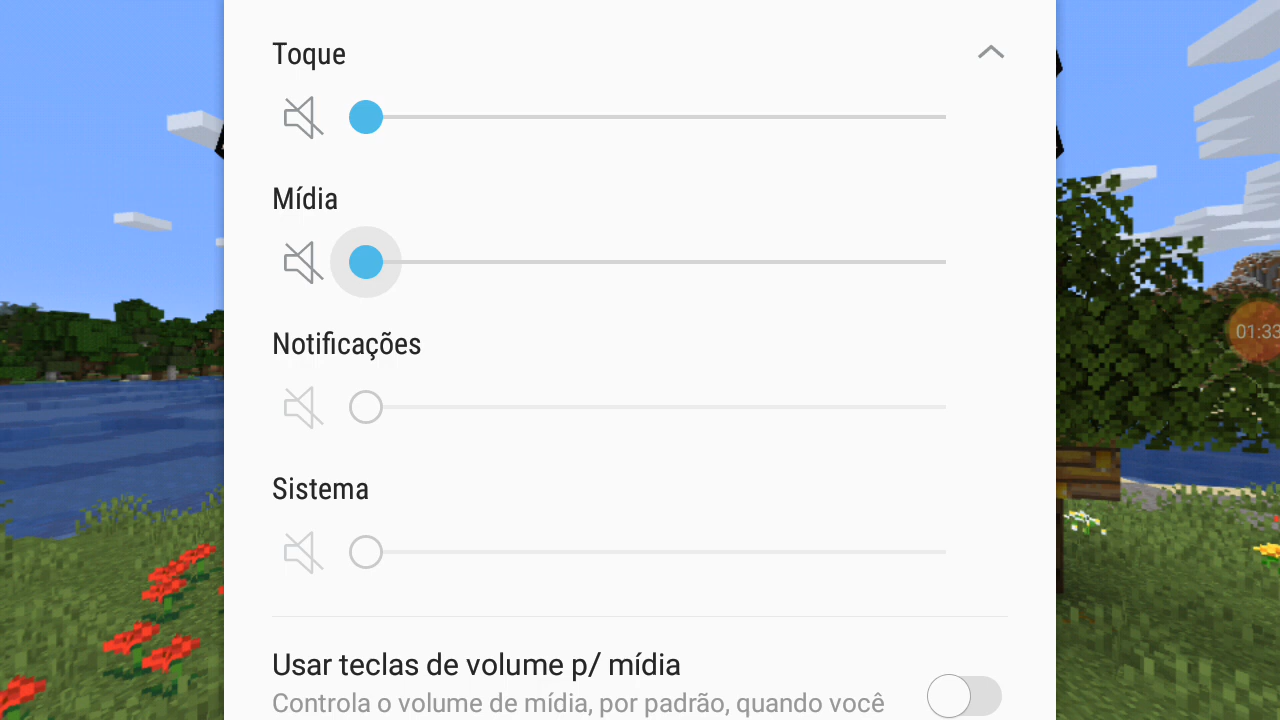 Toque
Mídia
Notificações
Sistema
01:33
Usar teclas de volume p/ mídia
Controla o volume de mídia, por padrão, quando você